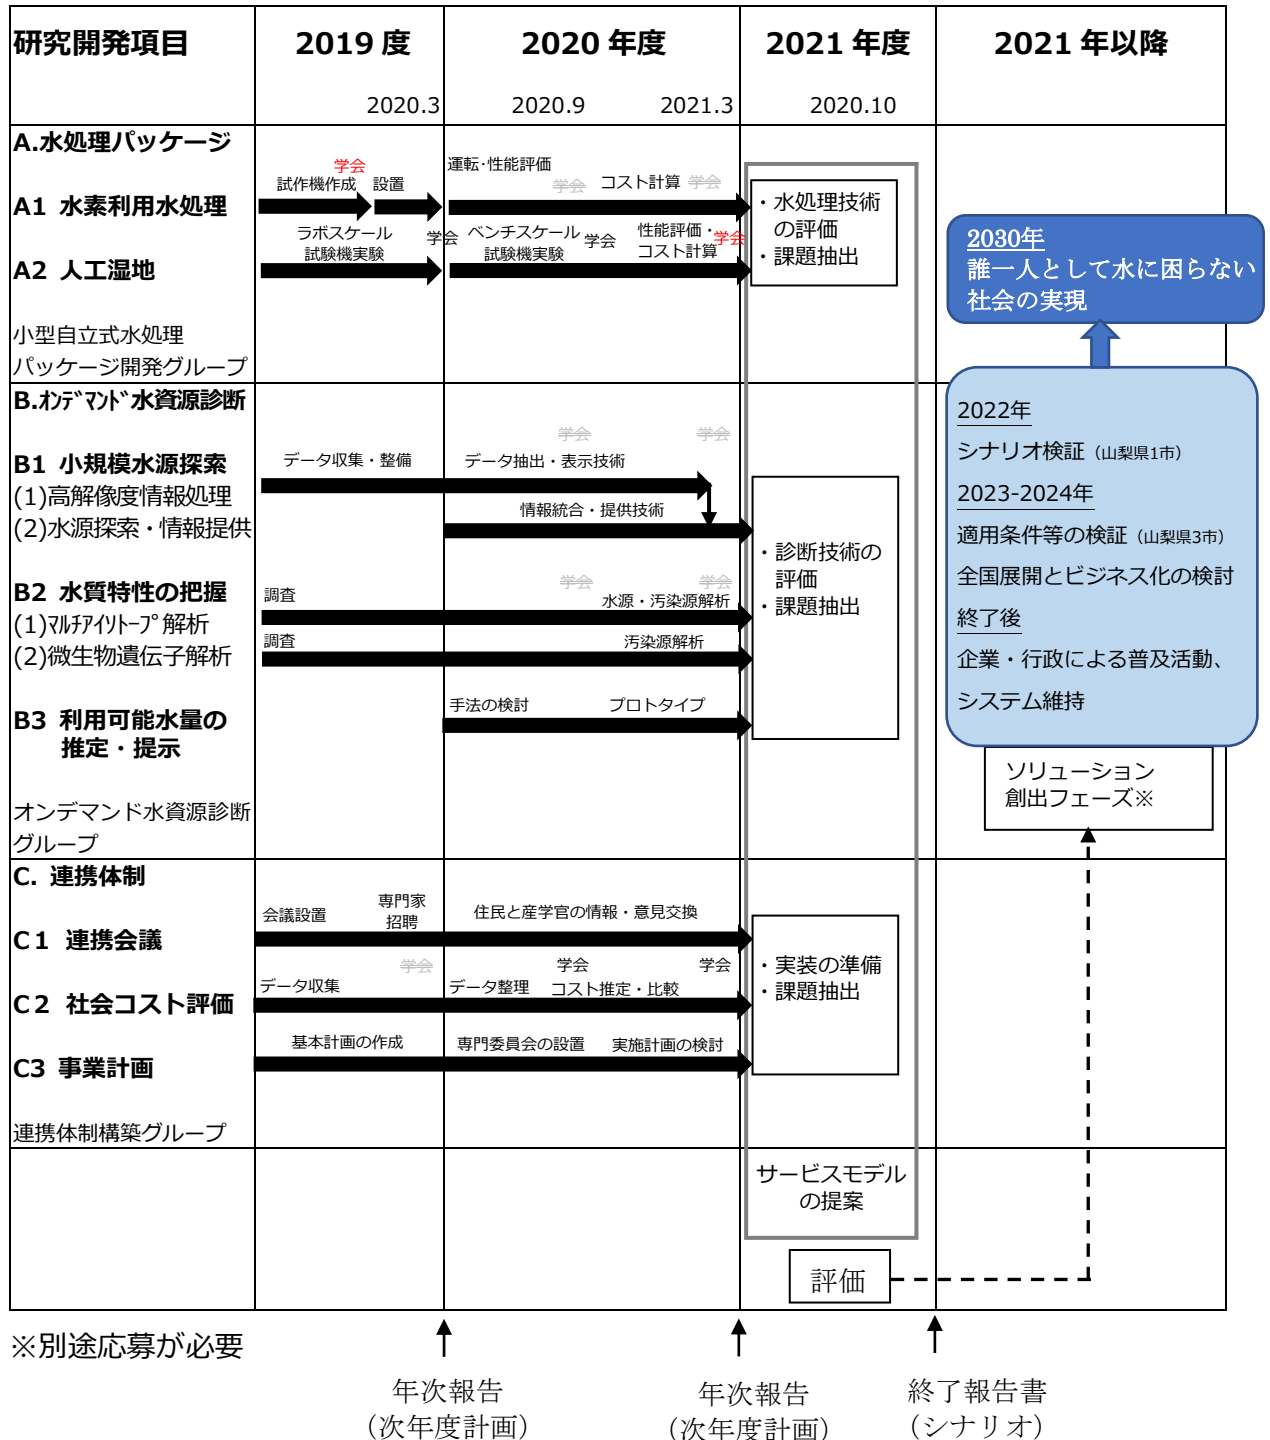 研究開発項目
2019 度
2020 年度
2021 年度
2021 年以降
2020.3
2020.9
2021.3
2020.10
A.水処理パッケージ
学会
試作機作成
設置
運転･性能評価
学会
コスト計算
学会
A1 水素利用水処理
・水処理技術
の評価
・課題抽出
ラボスケール
試験機実験
学会
ベンチスケール
試験機実験
学会
性能評価・
コスト計算
学会
A2 人工湿地
小型自立式水処理
パッケージ開発グループ
2030年
誰一人として水に困らない
社会の実現
B.ｵﾝﾃﾞﾏﾝﾄﾞ水資源診断
学会
学会
B1 小規模水源探索
データ収集・整備
データ抽出・表示技術
(1)高解像度情報処理
情報統合・提供技術
(2)水源探索・情報提供
・診断技術の
評価
・課題抽出
B2 水質特性の把握
調査
学会
学会
水源・汚染源解析
(1)ﾏﾙﾁｱｲｿﾄｰﾌﾟ解析
調査
汚染源解析
(2)微生物遺伝子解析
B3 利用可能水量の
推定・提示
手法の検討
プロトタイプ
オンデマンド水資源診断
グループ
2022年
シナリオ検証（山梨県1市）
2023-2024年
適用条件等の検証（山梨県3市）
全国展開とビジネス化の検討
終了後
企業・行政による普及活動、
システム維持
ソリューション
創出フェーズ※
C. 連携体制
会議設置
専門家
招聘
住民と産学官の情報・意見交換
C1 連携会議
学会
データ収集
データ整理
学会
コスト推定・比較
学会
・実装の準備
・課題抽出
C2 社会コスト評価
基本計画の作成
専門委員会の設置
実施計画の検討
C3 事業計画
連携体制構築グループ
サービスモデル
の提案
評価
※別途応募が必要
年次報告
（次年度計画）
年次報告
（次年度計画）
終了報告書
（シナリオ）